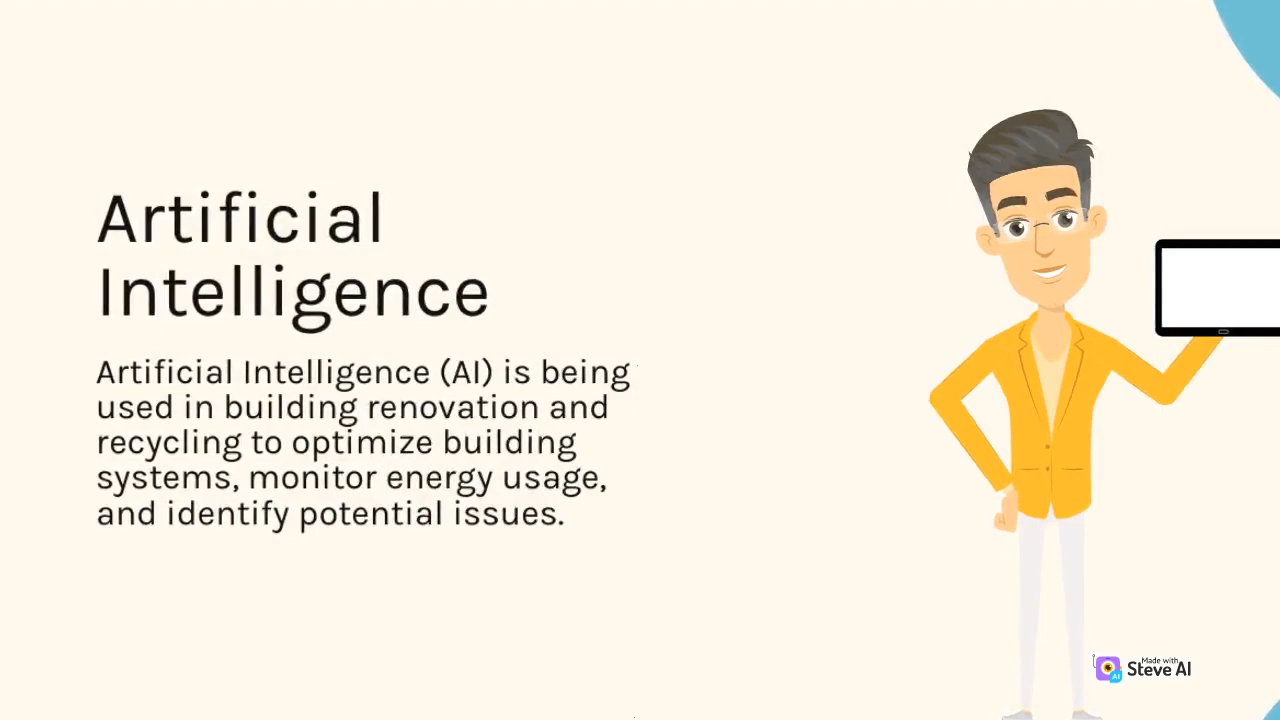 Artificial
Intelligence
Artificial Intelligence (AI) is being
used in building renovation and
recycling to optimize building
systems, monitor energy usage,
and identify potential issues.
Made with
AI
Steve AI